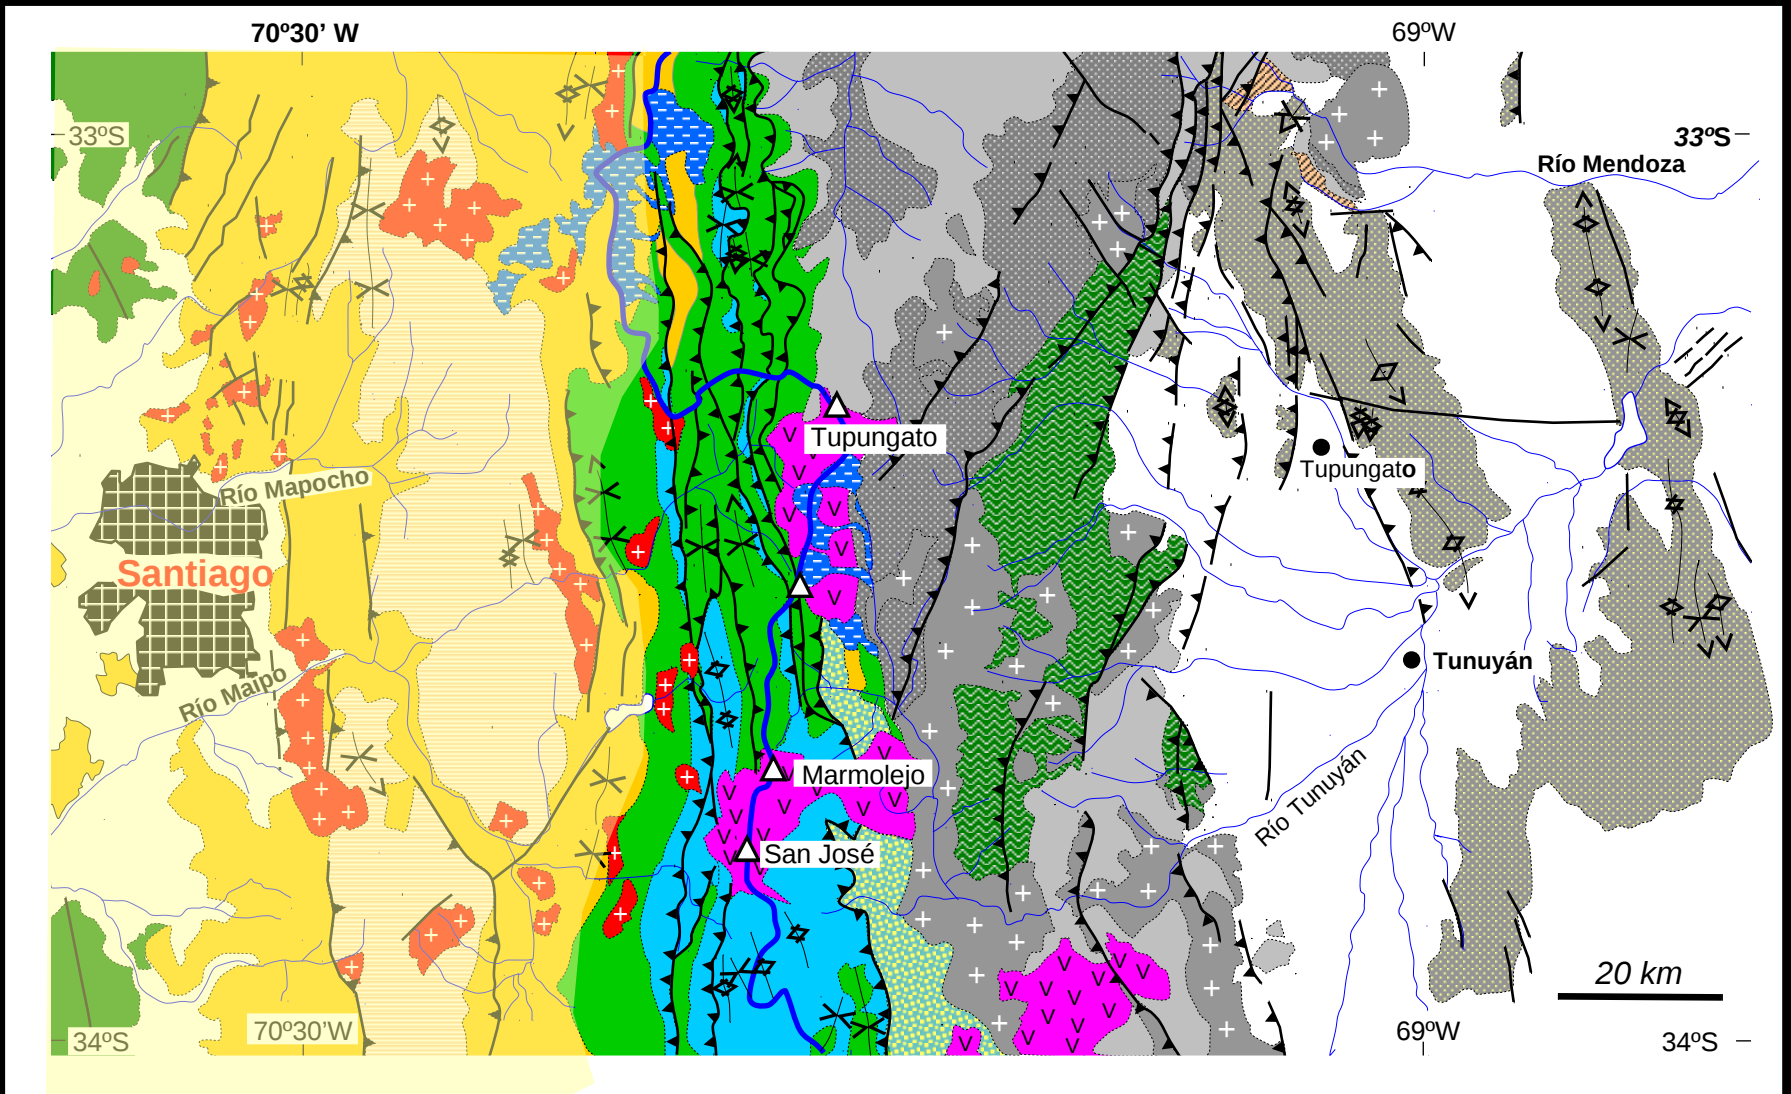 70º30’ W
69ºW
33ºS
33ºS
Río Mendoza
Tupungato
Tupungato
Río Mapocho
Santiago
Tunuyán
Río Maipo
Marmolejo
Río Tunuyán
San José
20 km
70º30’W
69ºW
34ºS
34ºS